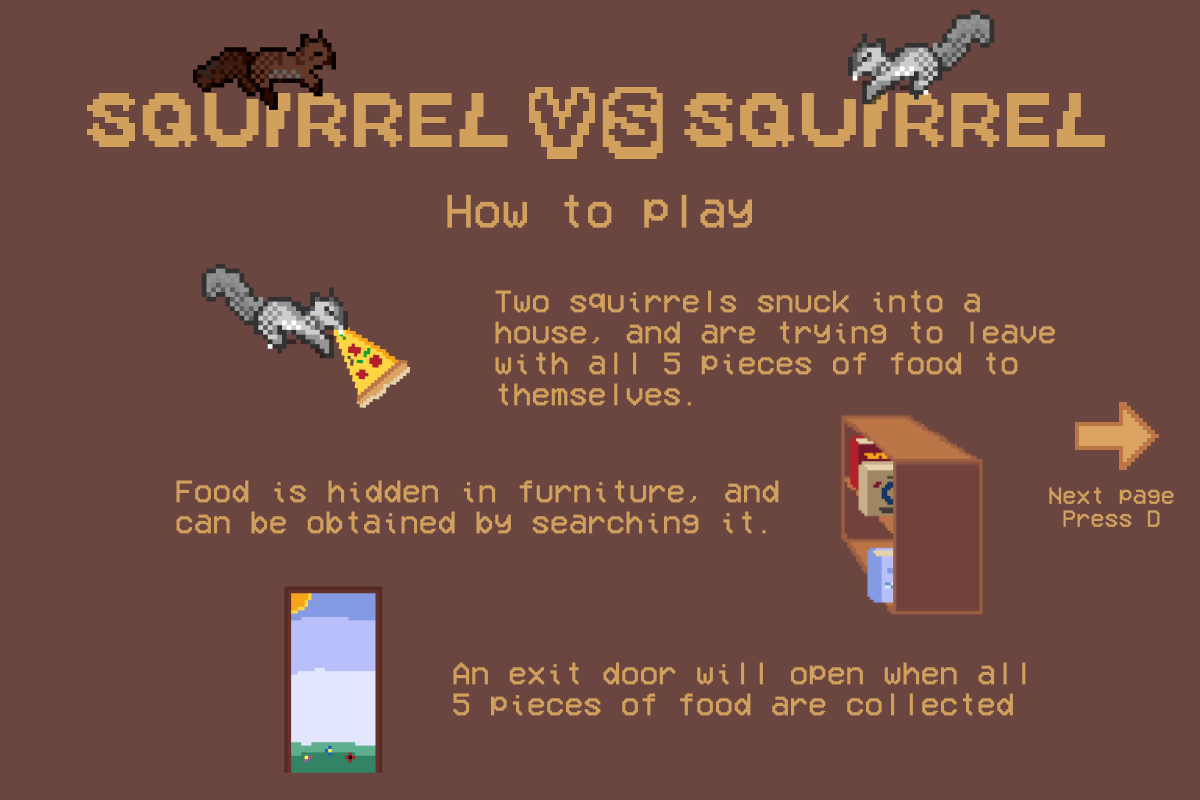 SQUIRREL VS SQUIRREL
How to play
Two squirrels snuck into a
house, and are trying to leave
with all 5 pieces of food to
themselves.
Food is hidden in furniture, and
can be obtained by searching it.
Next page
Press D
An exit door will open when all
5 pieces of food are collected